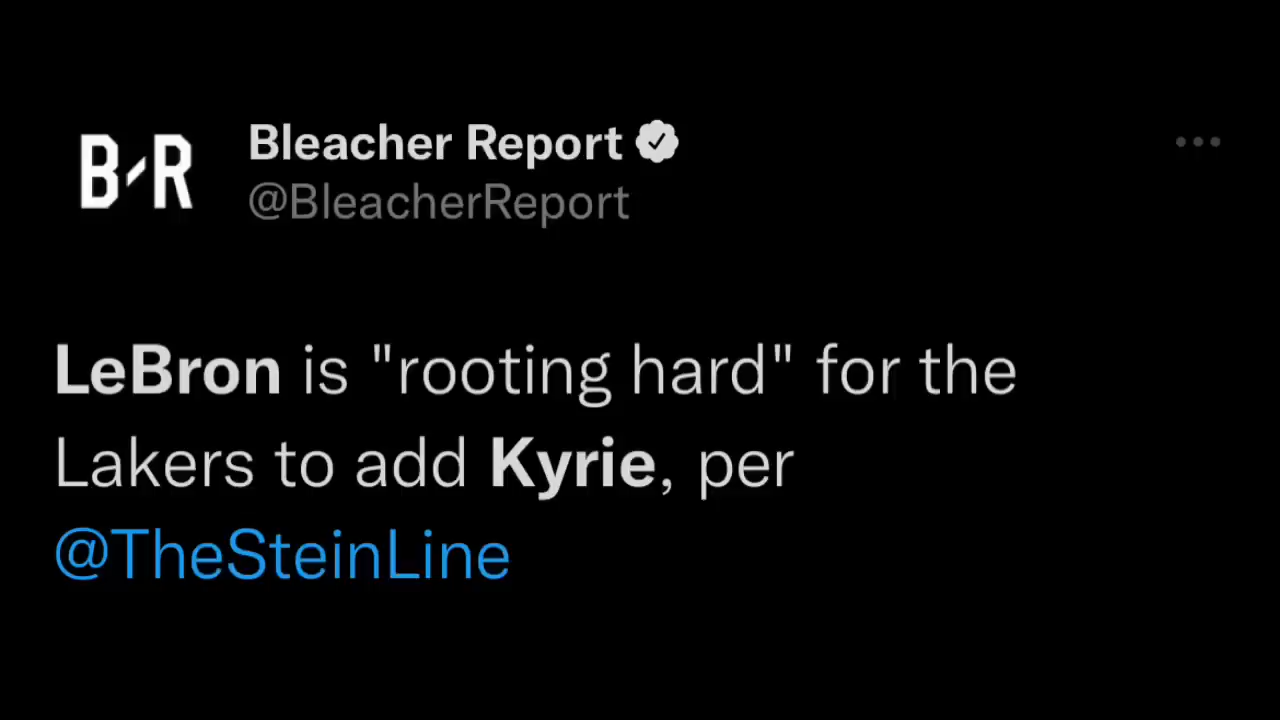 B/R
Bleacher Report
@BleacherReport
LeBron is "rooting hard" for the
Lakers to add Kyrie, per
@TheSteinLine